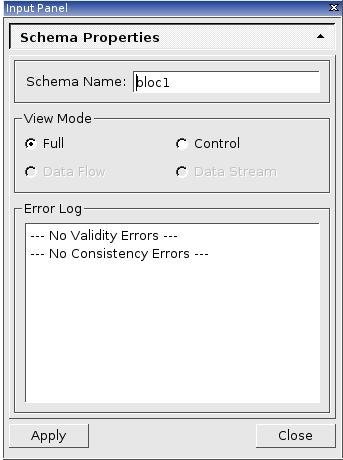 Input Panel
Schema Properties
Schema Name: bloc1
View Mode
Full Control
Data Flow Data Stream
Error Log
--- No Validity Errors ---
--- No Consistency Errors ---
Apply Close